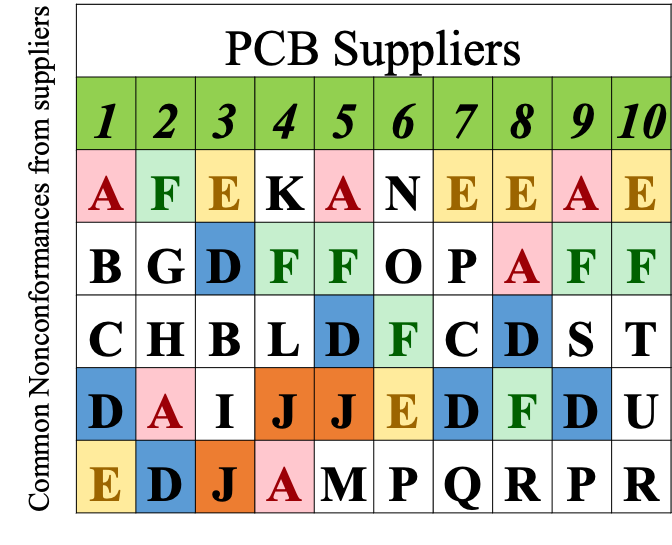 Common Nonconformances from suppliers
PCB Suppliers
1 2 3 4 5 6 7 8 9 10
A F E K A N E E A E
B G D F F O P A F F
C H B L D F C D S T
D A I J J E D F D U
E D J A M P Q R P R